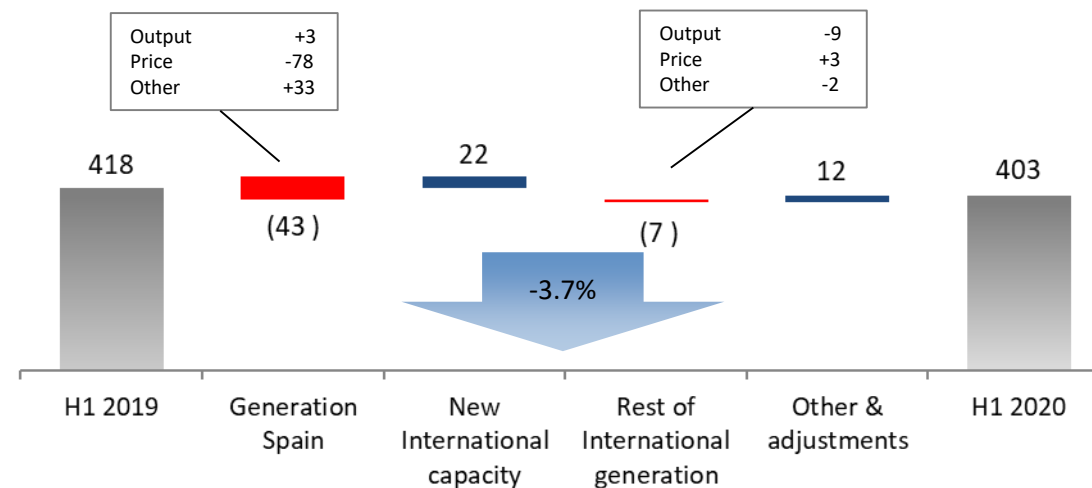 Output +3
Price -78
Other +33
Output -9
Price +3
Other -2
418
(43 )
22
(7 )
12
403
-3.7%
H1 2019
Generation
Spain
New
International
capacity
Rest of
International
generation
Other &
adjustments
H1 2020